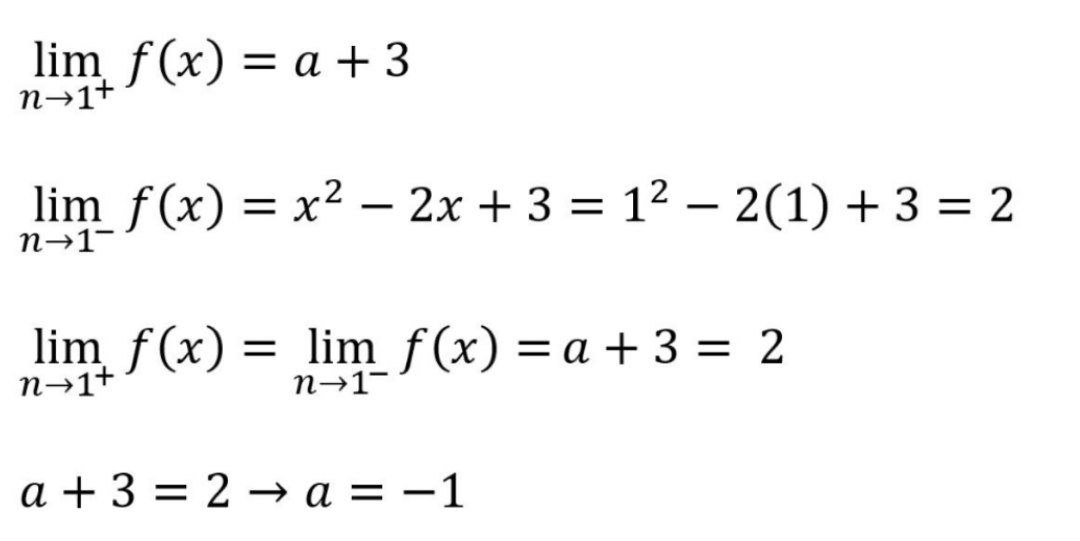 lim n→1⁺ f(x) = a + 3
lim n→1⁻ f(x) = x² − 2x + 3 = 1² − 2(1) + 3 = 2
lim n→1⁺ f(x) = lim n→1⁻ f(x) = a + 3 = 2
a + 3 = 2 → a = −1